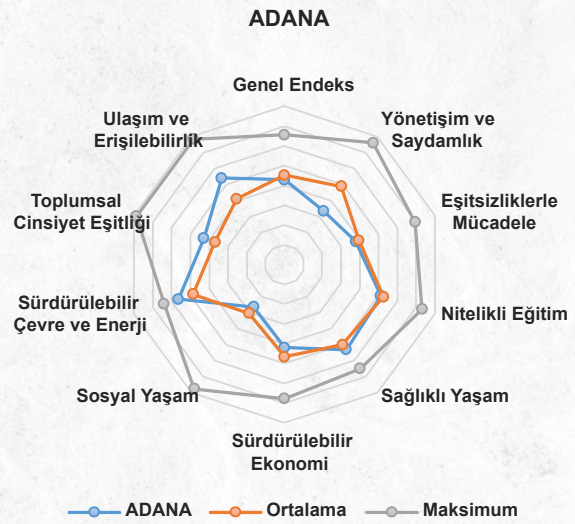 ADANA
Genel Endeks
Yönetişim ve
Saydamlık
Eşitsizliklerle
Mücadele
Nitelikli Eğitim
Sağlıklı Yaşam
Sürdürülebilir
Ekonomi
Sosyal Yaşam
Sürdürülebilir
Çevre ve Enerji
Toplumsal
Cinsiyet Eşitliği
Ulaşım ve
Erişilebilirlik
ADANA Ortalama Maksimum